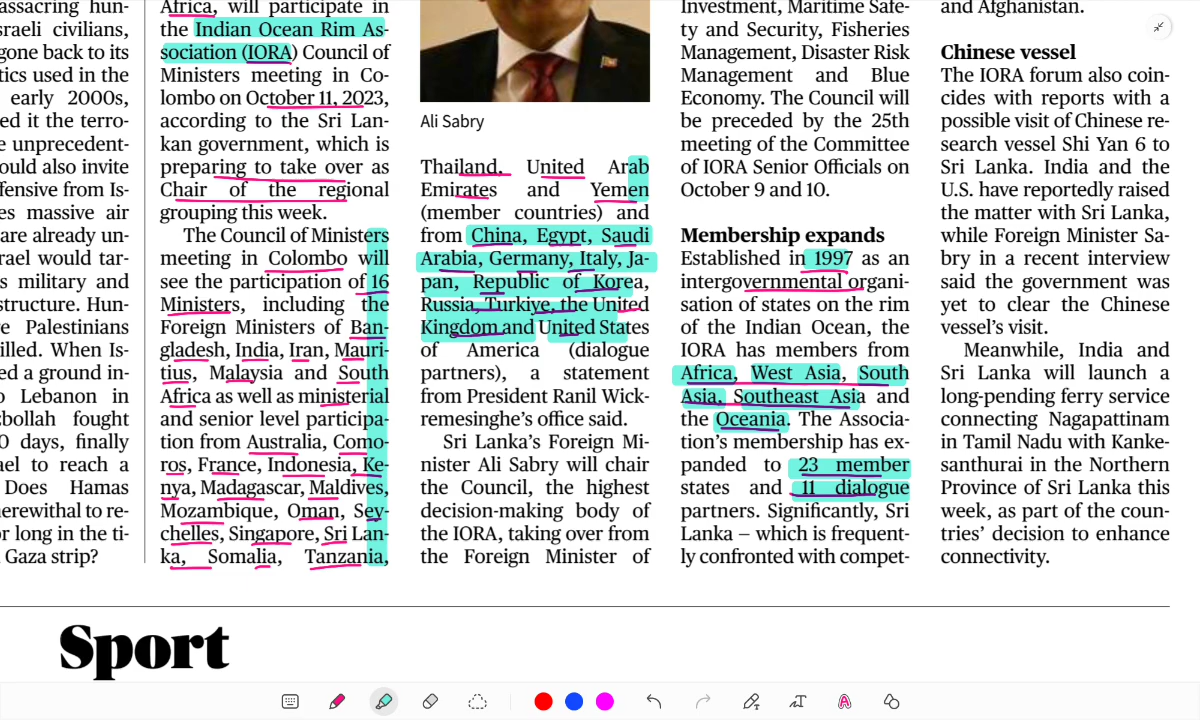 assacring hun-
sraeli civilians,
gone back to its
tics used in the
early 2000s,
ed it the terro-
e unprecedent-
ould also invite
ffensive from Is-
es massive air
are already un-
rael would tar-
s military and
structure. Hun-
re Palestinians
illed. When Is-
ed a ground in-
Lebanon in
zbollah fought
0 days, finally
ael to reach a
Does Hamas
herewithal to re-
r long in the ti-
Gaza strip?
Africa, will participate in
the Indian Ocean Rim As-
sociation (IORA) Council of
Ministers meeting in Co-
lombo on October 11, 2023,
according to the Sri Lan-
kan government, which is
preparing to take over as
Chair of the regional
grouping this week.
The Council of Ministers
meeting in Colombo will
see the participation of 16
Ministers, including the
Foreign Ministers of Ban-
gladesh, India, Iran, Mauri-
tius, Malaysia and South
Africa as well as ministerial
and senior level participa-
tion from Australia, Como-
ros, France, Indonesia, Ke-
nya, Madagascar, Maldives,
Mozambique, Oman, Sey-
chelles, Singapore, Sri Lan-
ka, Somalia, Tanzania,
Ali Sabry
Thailand, United Arab
Emirates and Yemen
(member countries) and
from China, Egypt, Saudi
Arabia, Germany, Italy, Ja-
pan, Republic of Korea,
Russia, Turkiye, the United
Kingdom and United States
of America (dialogue
partners), a statement
from President Ranil Wick-
remesinghe's office said.
Sri Lanka's Foreign Mi-
nister Ali Sabry will chair
the Council, the highest
decision-making body of
the IORA, taking over from
the Foreign Minister of
Investment, Maritime Safe-
ty and Security, Fisheries
Management, Disaster Risk
Management and Blue
Economy. The Council will
be preceded by the 25th
meeting of the Committee
of IORA Senior Officials on
October 9 and 10.
Membership expands
Established in 1997 as an
intergovernmental organi-
sation of states on the rim
of the Indian Ocean, the
IORA has members from
Africa, West Asia, South
Asia, Southeast Asia and
the Oceania. The Associa-
tion's membership has ex-
panded to 23 member
states and 11 dialogue
partners. Significantly, Sri
Lanka – which is frequent-
ly confronted with compet-
and Afghanistan.
Chinese vessel
The IORA forum also coin-
cides with reports with a
possible visit of Chinese re-
search vessel Shi Yan 6 to
Sri Lanka. India and the
U.S. have reportedly raised
the matter with Sri Lanka,
while Foreign Minister Sa-
bry in a recent interview
said the government was
yet to clear the Chinese
vessel's visit.
Meanwhile, India and
Sri Lanka will launch a
long-pending ferry service
connecting Nagapattinam
in Tamil Nadu with Kanke-
santhurai in the Northern
Province of Sri Lanka this
week, as part of the coun-
tries' decision to enhance
connectivity.
Sport